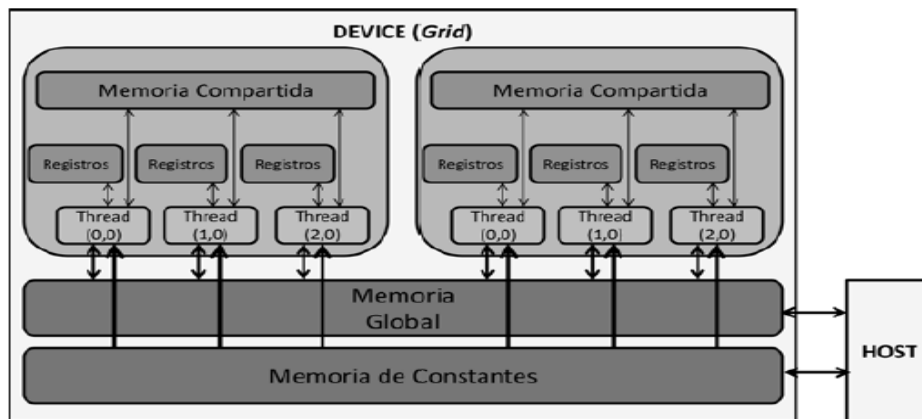 DEVICE (Grid)
Memoria Compartida
Registros
Registros
Registros
Thread
(0,0)
Thread
(1,0)
Thread
(2,0)
Memoria Compartida
Registros
Registros
Registros
Thread
(0,0)
Thread
(1,0)
Thread
(2,0)
Memoria
Global
Memoria de Constantes
HOST